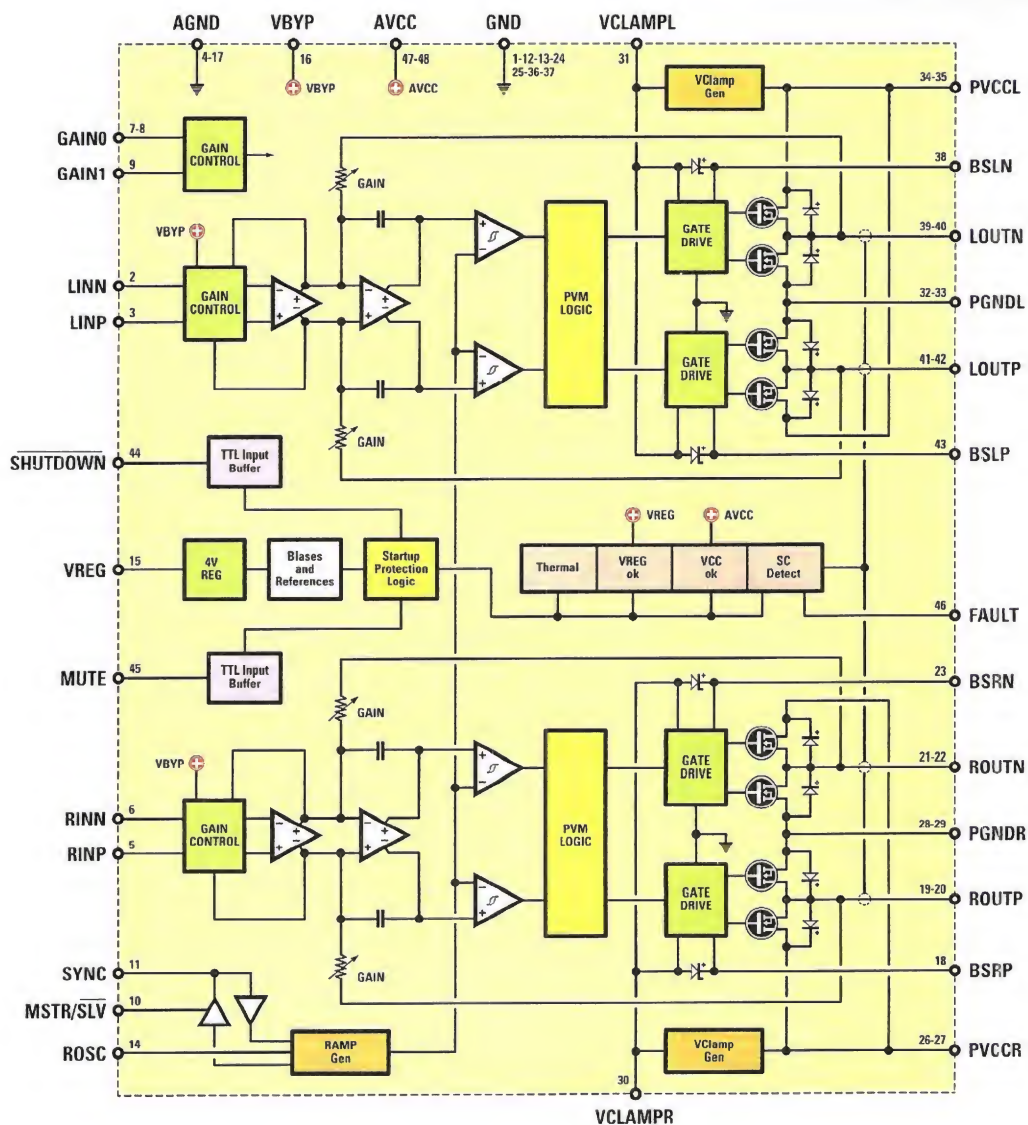 AGND
VBYP
AVCC
GND
VCLAMPL
4-17
16
47-48
1-12-13-24
25-36-37
31
VBYP
AVCC
VClamp
Gen
34-35
PVCCL
GAIN0
7-8
GAIN1
9
GAIN
CONTROL
GAIN
38
BSLN
VBYP
GATE
DRIVE
39-40
LOUTN
LINN
2
LINP
3
GAIN
CONTROL
PVM
LOGIC
32-33
PGNDL
GATE
DRIVE
41-42
LOUTP
GAIN
43
BSLP
SHUTDOWN
44
TTL Input
Buffer
VREG
AVCC
VREG
15
4V
REG
Biases
and
References
Startup
Protection
Logic
Thermal
VREG
ok
VCC
ok
SC
Detect
46
FAULT
MUTE
45
TTL Input
Buffer
23
BSRN
GAIN
VBYP
GATE
DRIVE
21-22
ROUTN
RINN
6
RINP
5
GAIN
CONTROL
PVM
LOGIC
28-29
PGNDR
GATE
DRIVE
19-20
ROUTP
GAIN
18
BSRP
SYNC
11
MSTR/SLV
10
ROSC
14
RAMP
Gen
VClamp
Gen
26-27
PVCCR
30
VCLAMPR